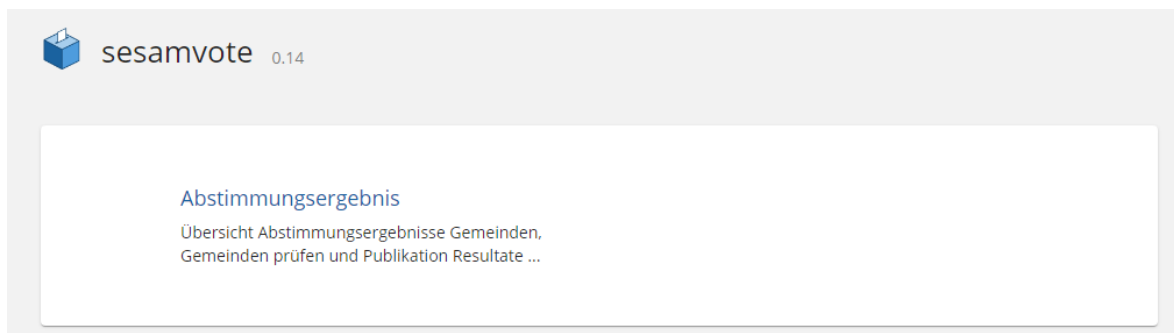 sesamvote 0.14
Abstimmungsergebnis
Übersicht Abstimmungsergebnisse Gemeinden,
Gemeinden prüfen und Publikation Resultate ...